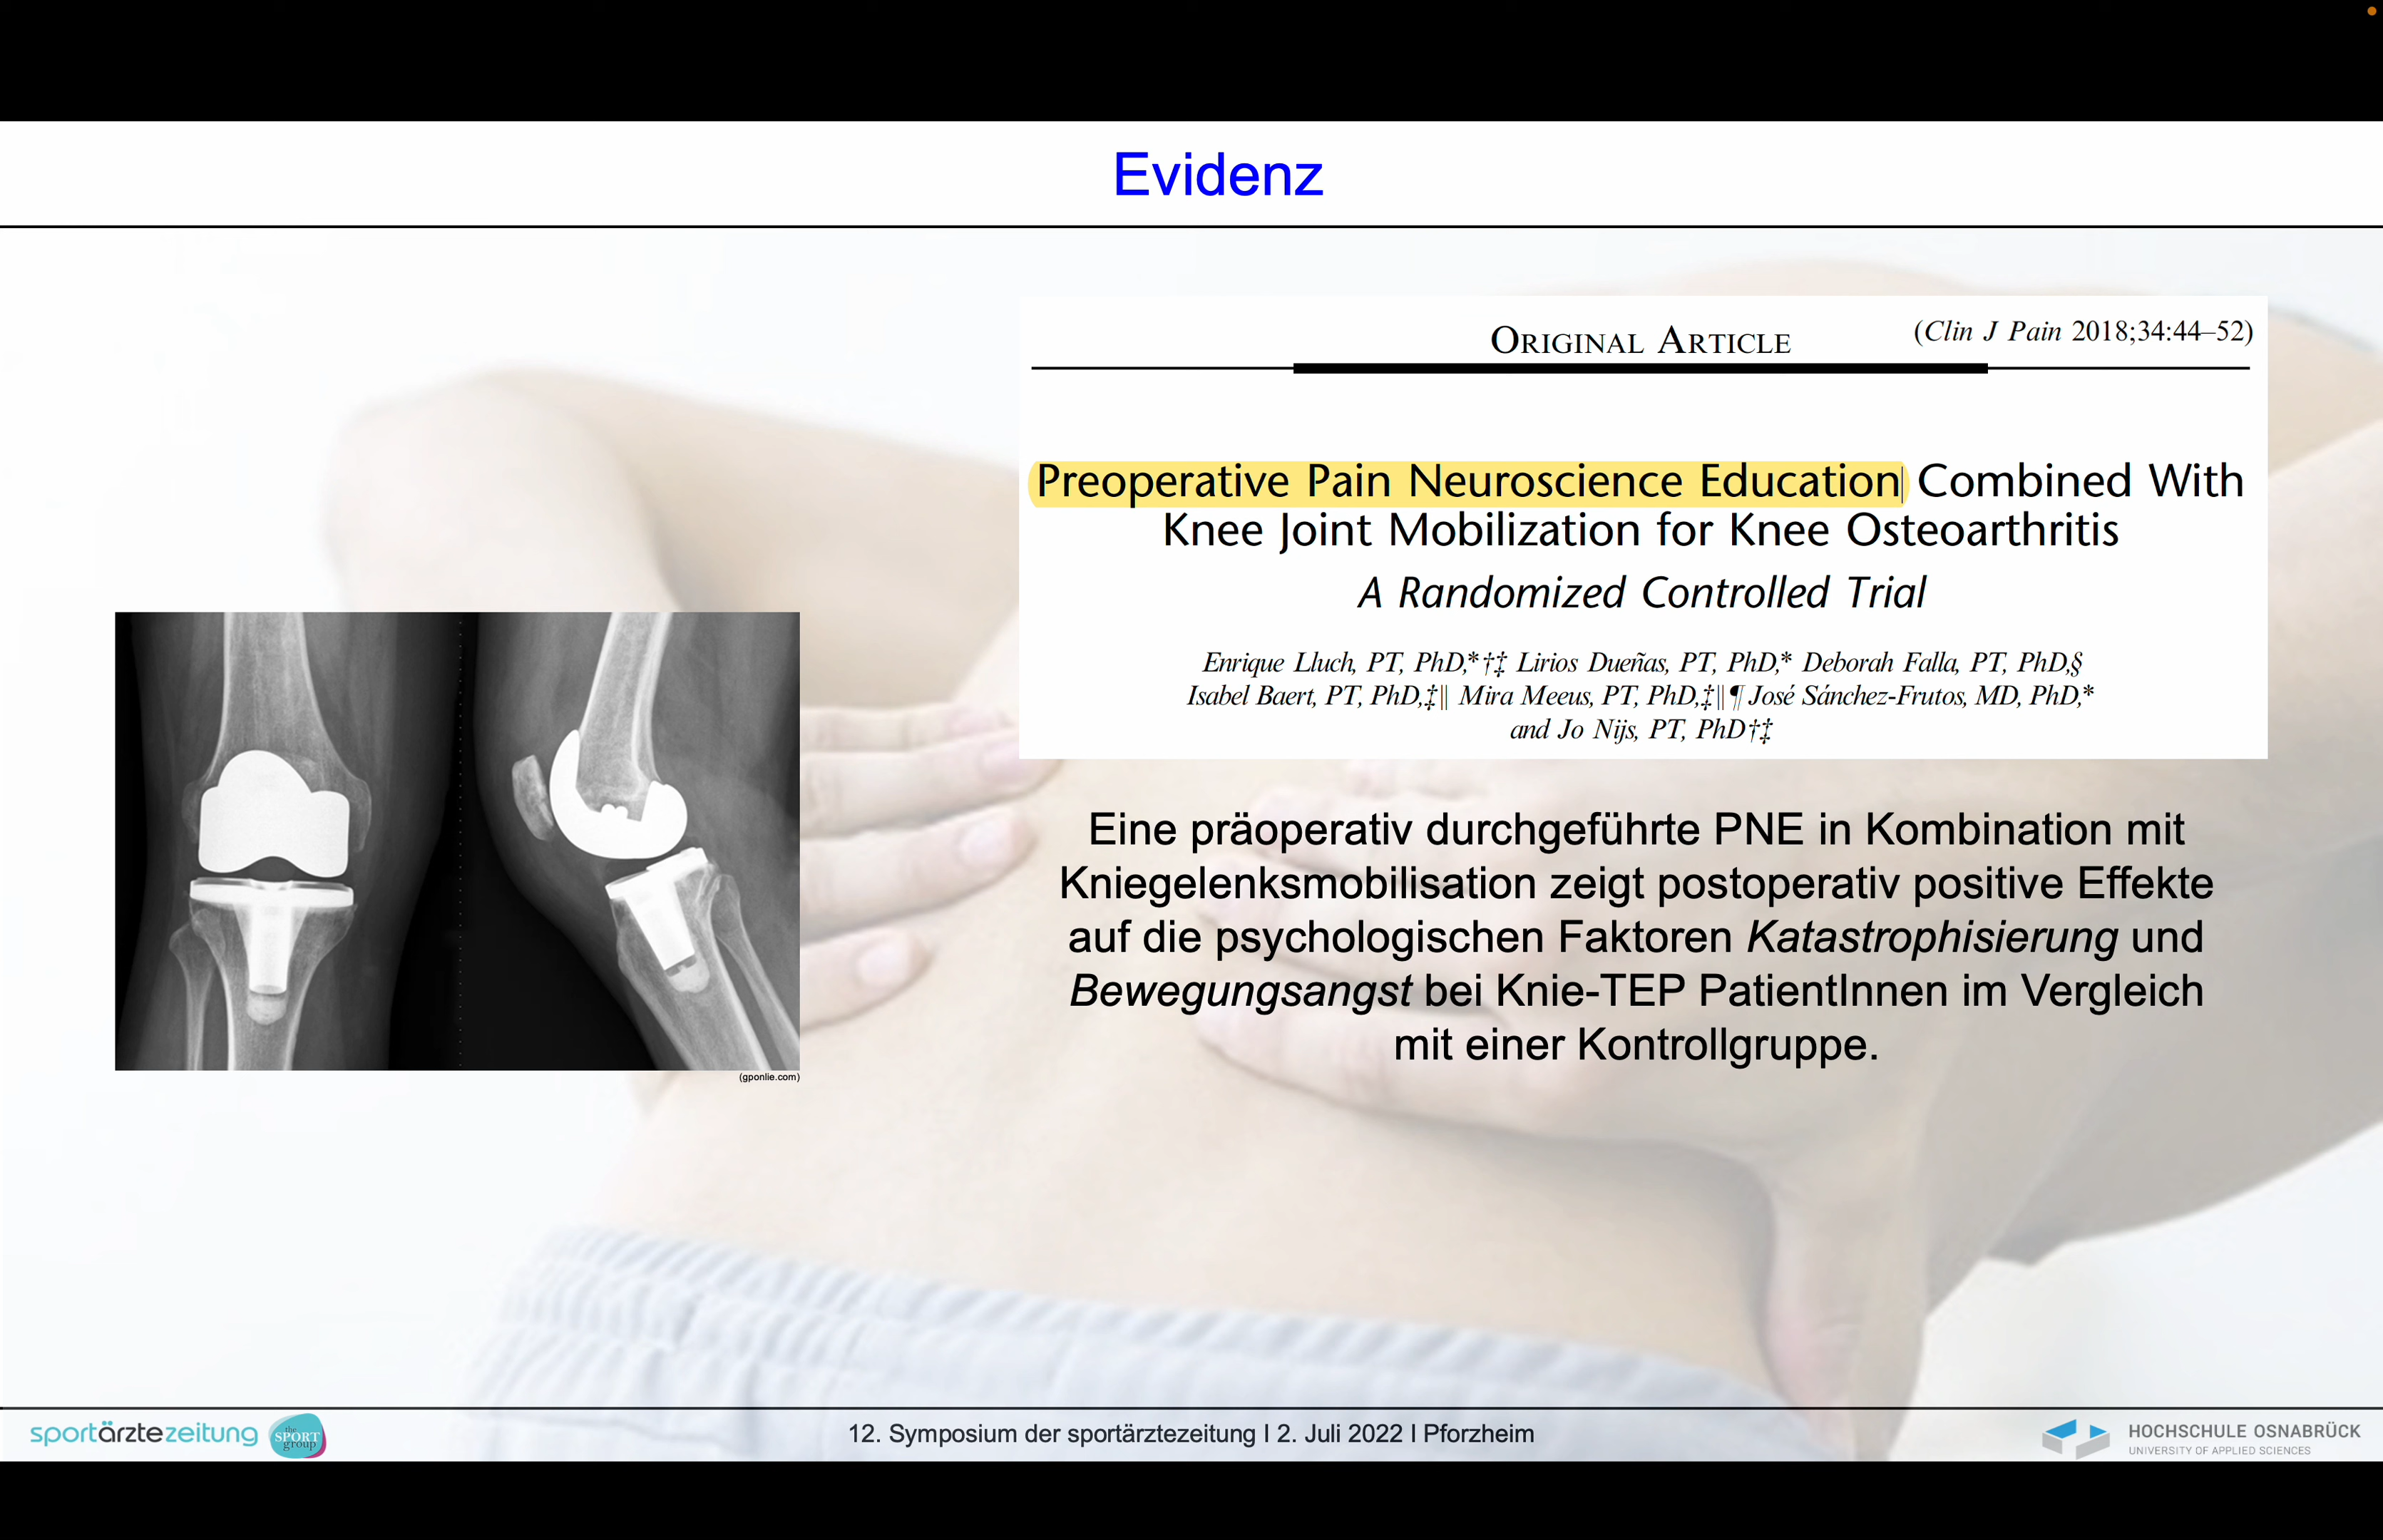 Evidenz
ORIGINAL ARTICLE
(Clin J Pain 2018;34:44–52)
Preoperative Pain Neuroscience Education Combined With
Knee Joint Mobilization for Knee Osteoarthritis
A Randomized Controlled Trial
Enrique Lluch, PT, PhD,*†‡ Lirios Dueñas, PT, PhD,* Deborah Falla, PT, PhD,§
Isabel Baert, PT, PhD,‡∥ Mira Meeus, PT, PhD,‡∥¶ José Sánchez-Frutos, MD, PhD,*
and Jo Nijs, PT, PhD†‡
(gponlie.com)
Eine präoperativ durchgeführte PNE in Kombination mit
Kniegelenksmobilisation zeigt postoperativ positive Effekte
auf die psychologischen Faktoren Katastrophisierung und
Bewegungsangst bei Knie-TEP PatientInnen im Vergleich
mit einer Kontrollgruppe.
sportärztezeitung
the
SPORT
group
12. Symposium der sportärztezeitung I 2. Juli 2022 I Pforzheim
HOCHSCHULE OSNABRÜCK
UNIVERSITY OF APPLIED SCIENCES